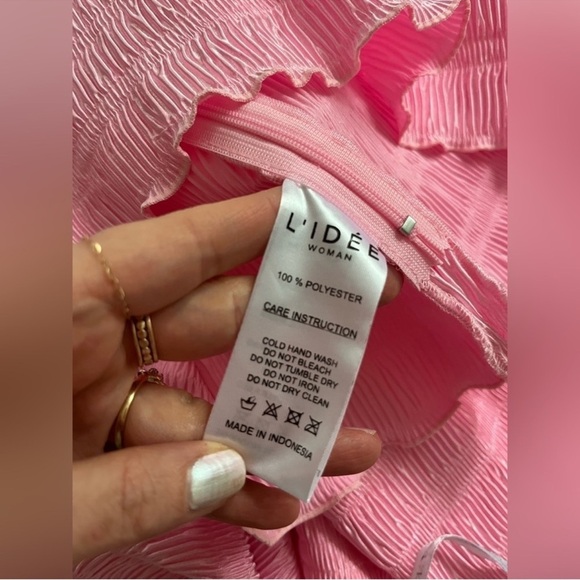 L'IDÉE
WOMAN
100 % POLYESTER
CARE INSTRUCTION
COLD HAND WASH
DO NOT BLEACH
DO NOT TUMBLE DRY
DO NOT IRON
DO NOT DRY CLEAN
MADE IN INDONESIA